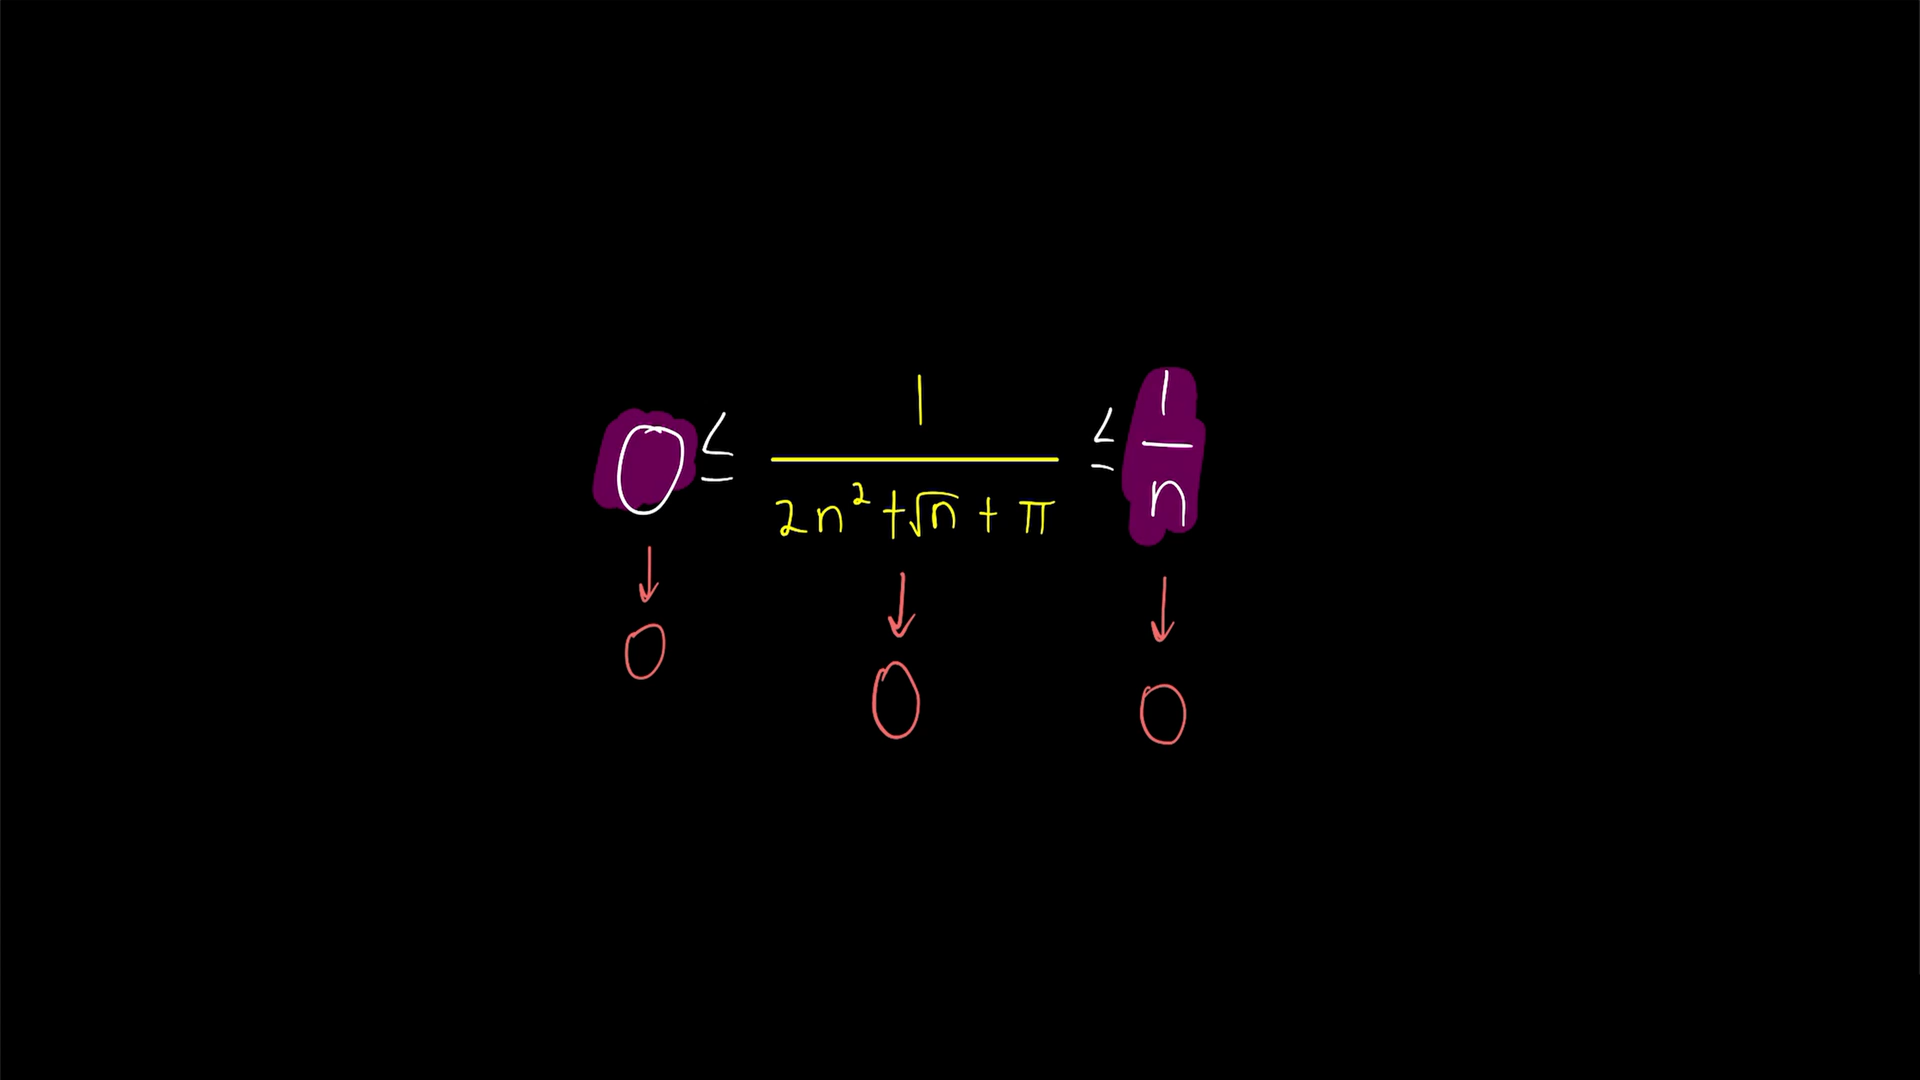 0 ≤ 1/(2n² + √n + π) ≤ 1/n
↓ ↓ ↓
0 0 0